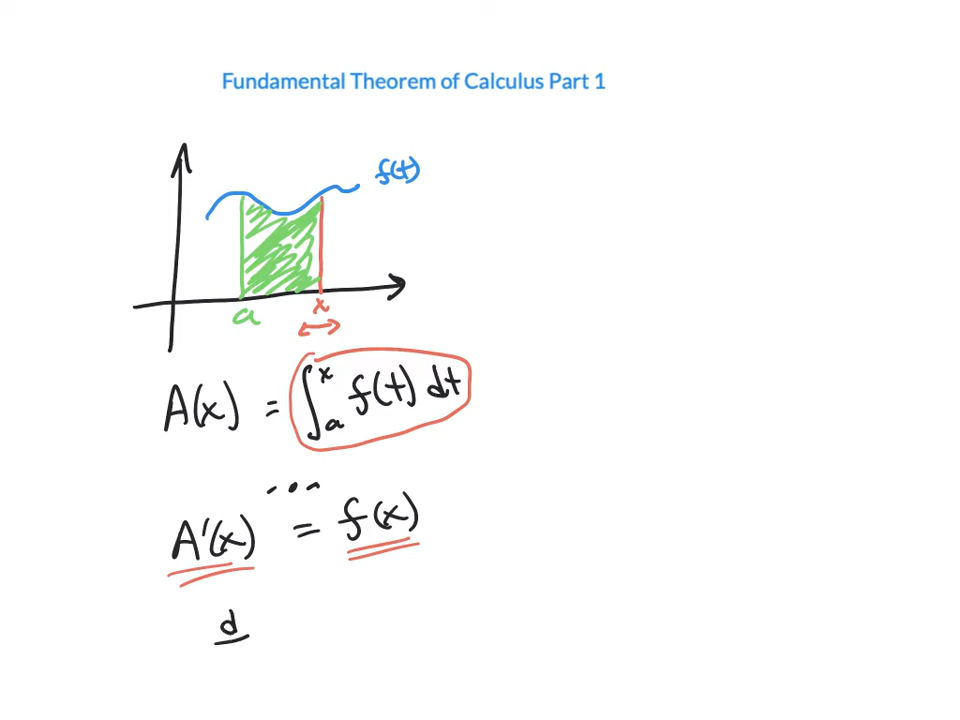 Fundamental Theorem of Calculus Part 1
f(t)
a x
A(x) = ∫ₐˣ f(t) dt
...
A'(x) = f(x)
d